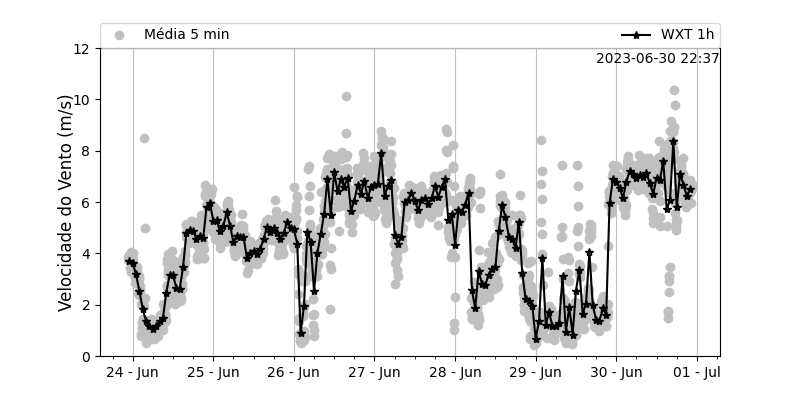 Média 5 min
WXT 1h
2023-06-30 22:37
Velocidade do Vento (m/s)
12
10
8
6
4
2
0
24 - Jun
25 - Jun
26 - Jun
27 - Jun
28 - Jun
29 - Jun
30 - Jun
01 - Jul